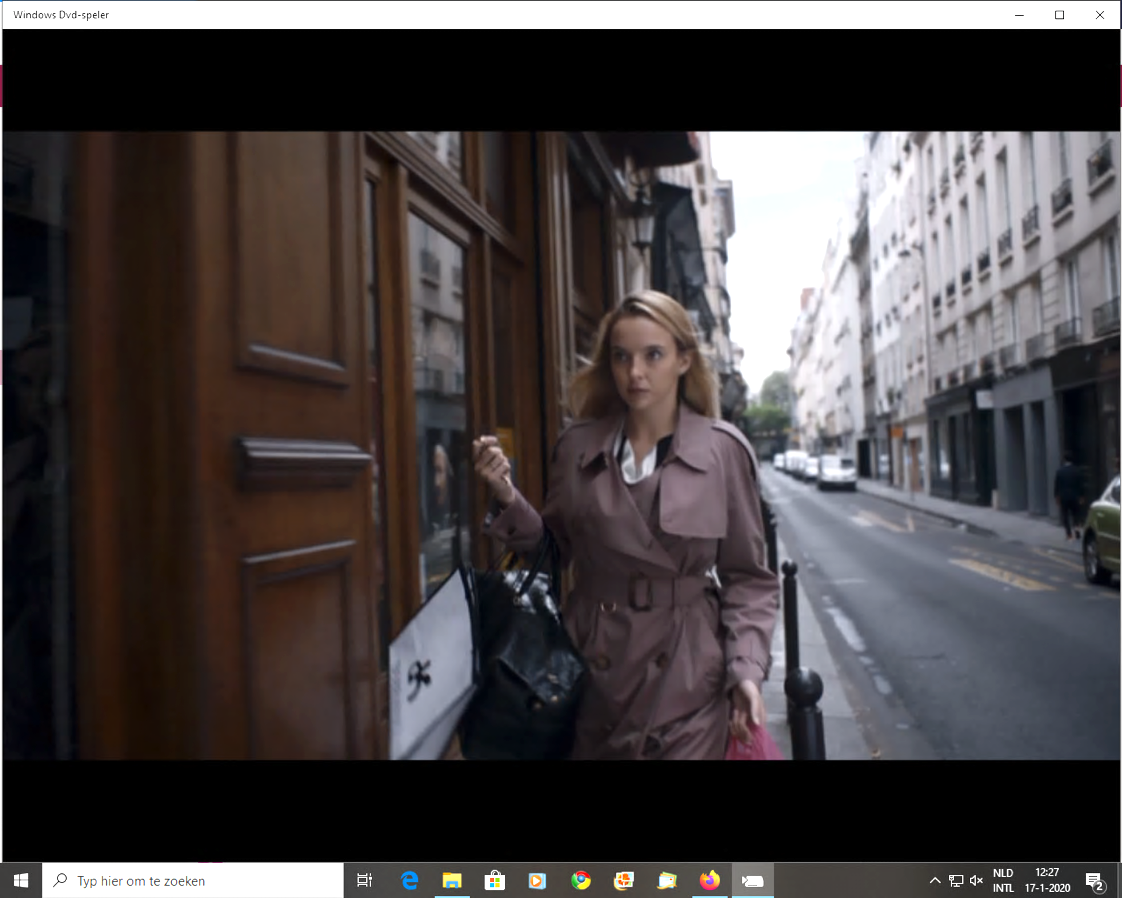 Windows Dvd-speler
Typ hier om te zoeken
NLD
INTL
12:27
17-1-2020
2